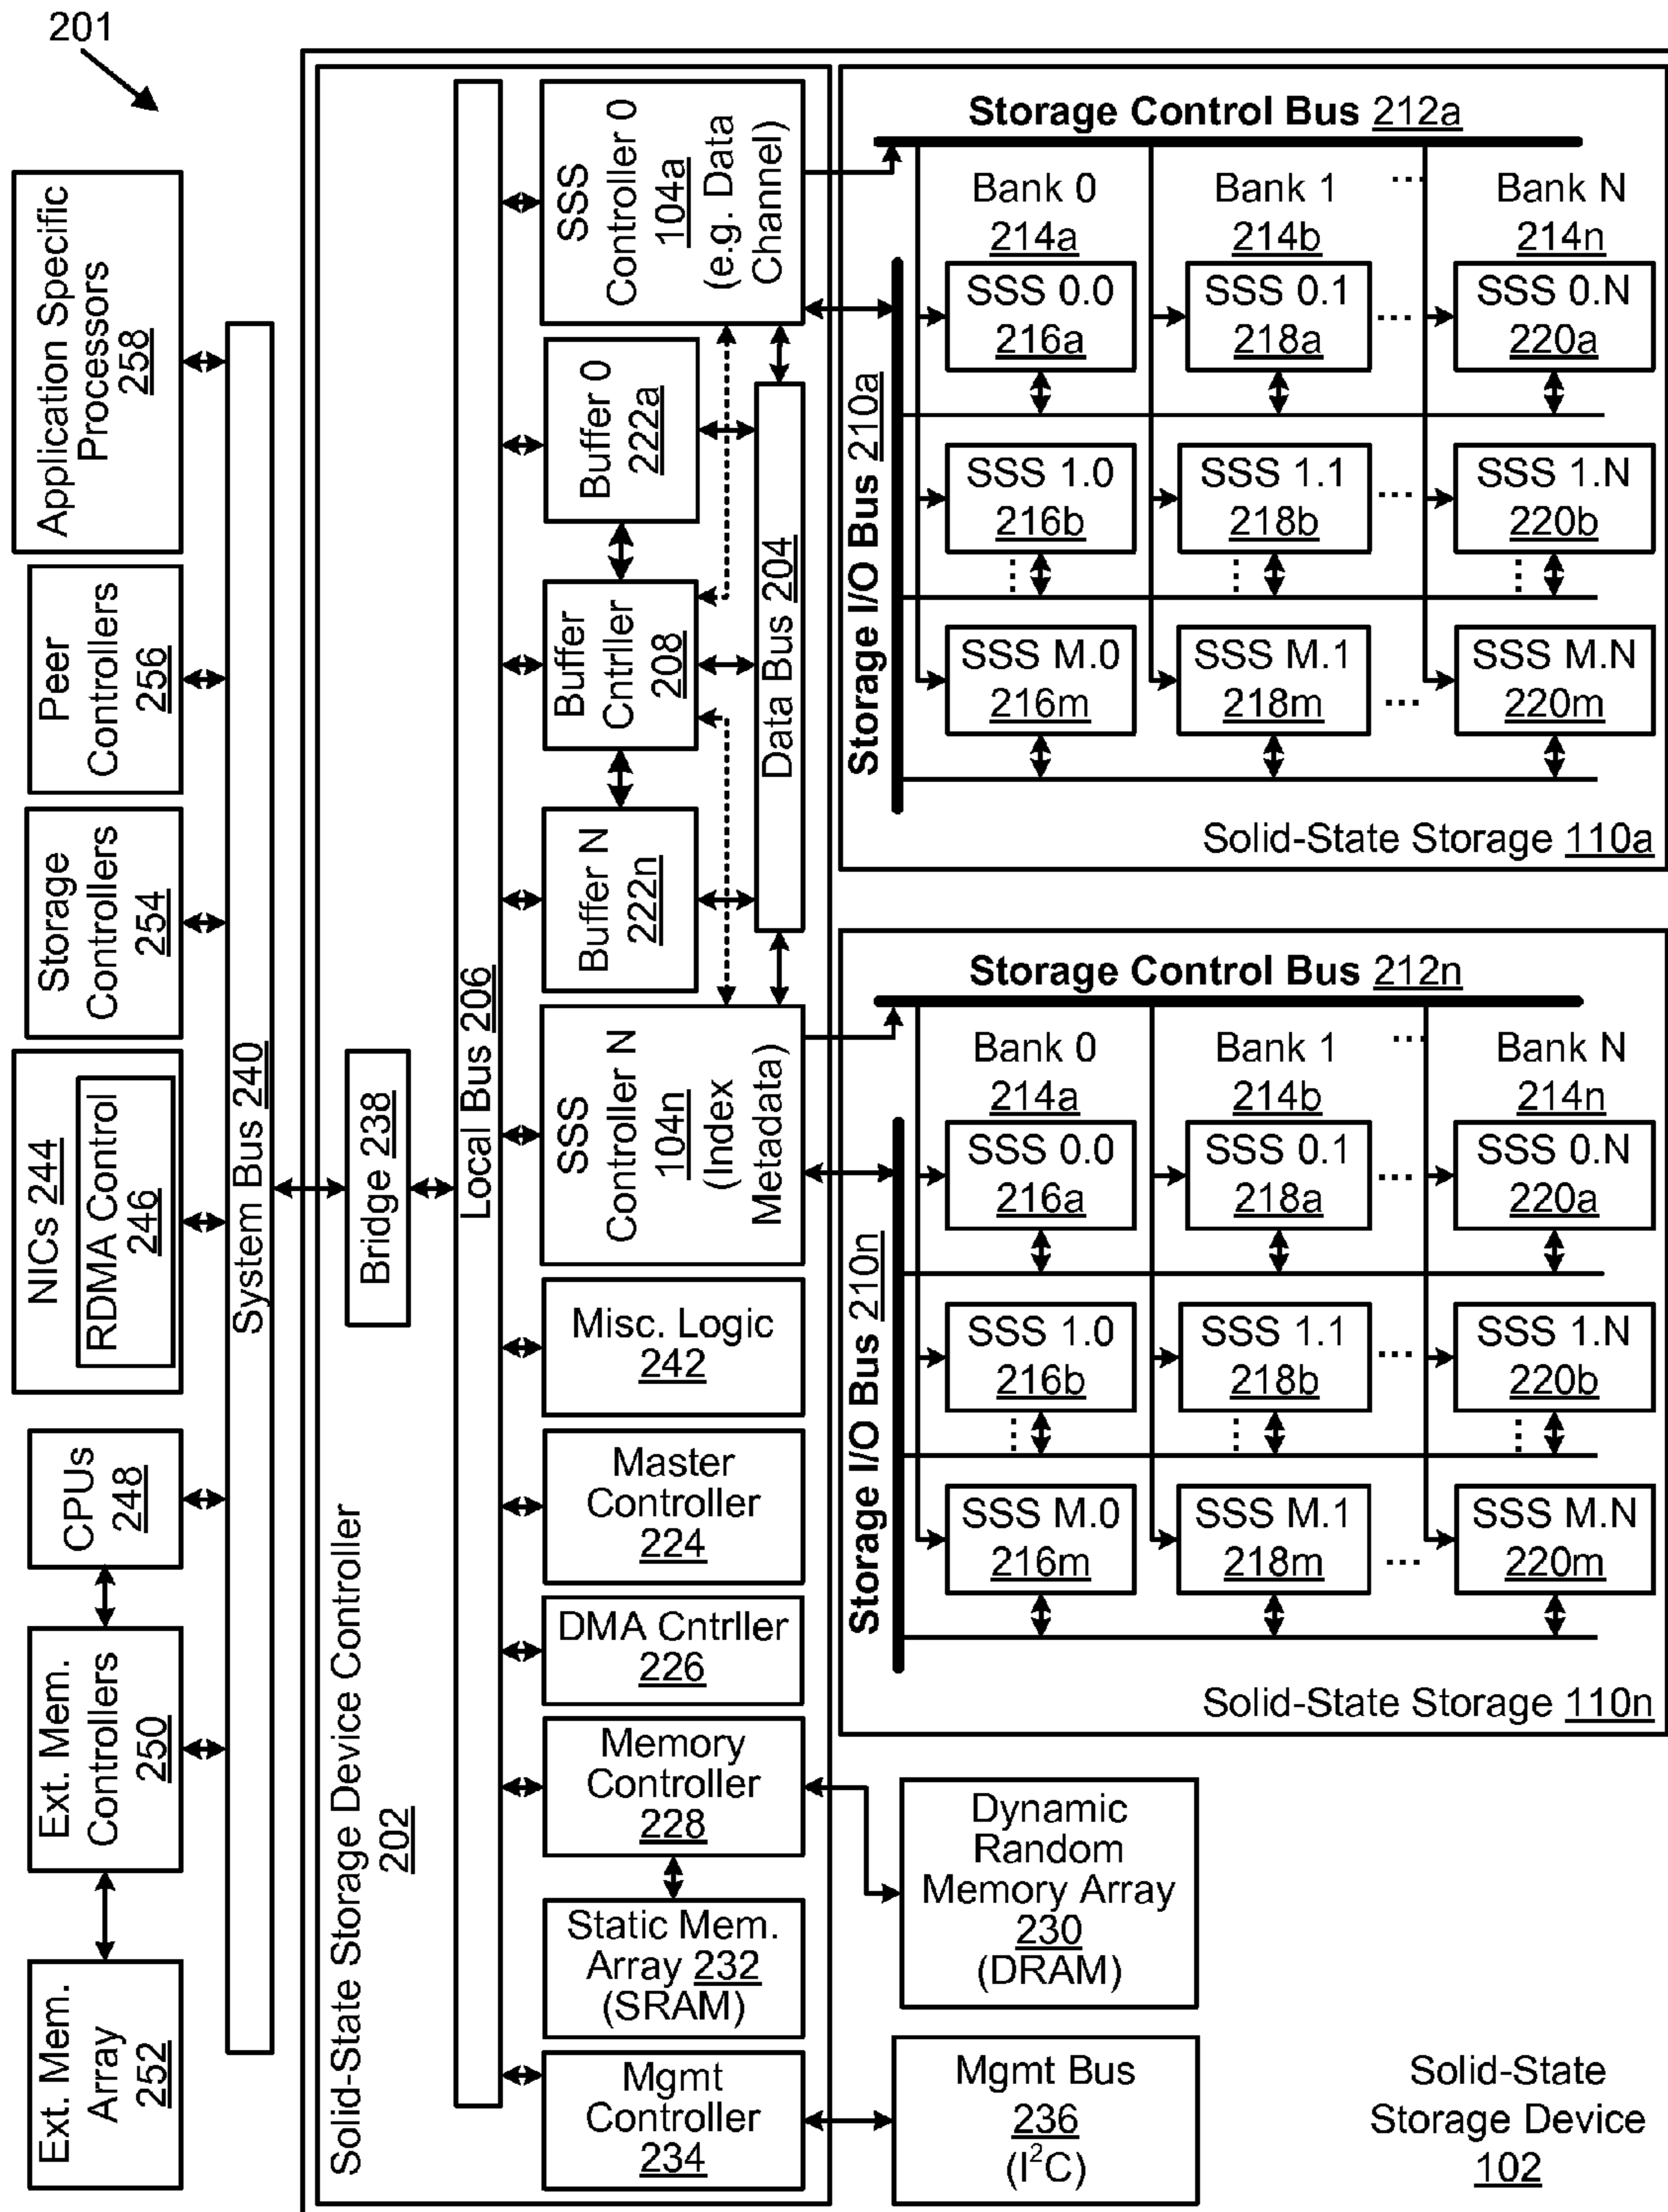 201
Application Specific
Processors
258
Peer
Controllers
256
Storage
Controllers
254
NICs 244
RDMA Control
246
CPUs
248
Ext. Mem.
Controllers
250
Ext. Mem.
Array
252
System Bus 240
Solid-State Storage Device Controller
202
Bridge 238
Local Bus 206
SSS
Controller 0
104a
(e.g. Data
Channel)
Buffer 0
222a
Buffer
Cntrller
208
Buffer N
222n
Data Bus 204
SSS
Controller N
104n
(Index
Metadata)
Misc. Logic
242
Master
Controller
224
DMA Cntrller
226
Memory
Controller
228
Static Mem.
Array 232
(SRAM)
Mgmt
Controller
234
Storage Control Bus 212a
Storage I/O Bus 210a
Bank 0
214a
Bank 1
214b
...
Bank N
214n
SSS 0.0
216a
SSS 0.1
218a
...
SSS 0.N
220a
SSS 1.0
216b
SSS 1.1
218b
...
SSS 1.N
220b
SSS M.0
216m
SSS M.1
218m
...
SSS M.N
220m
Solid-State Storage 110a
Storage Control Bus 212n
Storage I/O Bus 210n
Bank 0
214a
Bank 1
214b
...
Bank N
214n
SSS 0.0
216a
SSS 0.1
218a
...
SSS 0.N
220a
SSS 1.0
216b
SSS 1.1
218b
...
SSS 1.N
220b
SSS M.0
216m
SSS M.1
218m
...
SSS M.N
220m
Solid-State Storage 110n
Dynamic
Random
Memory Array
230
(DRAM)
Mgmt Bus
236
(I²C)
Solid-State
Storage Device
102